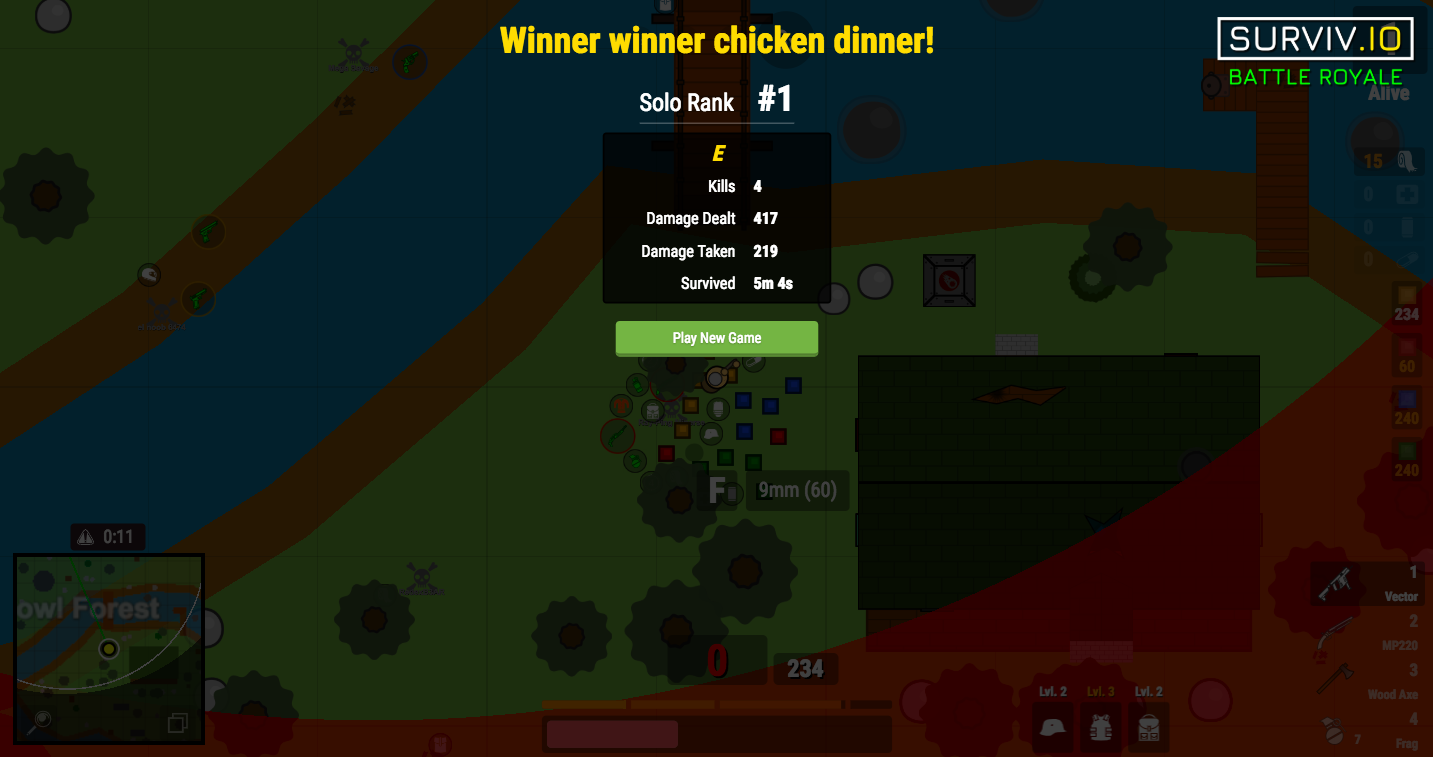 Winner winner chicken dinner!
SURVIV.IO
BATTLE ROYALE
Solo Rank #1
Alive
E
Kills 4
Damage Dealt 417
Damage Taken 219
Survived 5m 4s
Play New Game
15
0
0
0
234
60
240
240
F 9mm (60)
0:11
owl Forest
0 234
1
Vector
2
MP220
3
Wood Axe
4
7
Frag
Lvl. 2 Lvl. 3 Lvl. 2